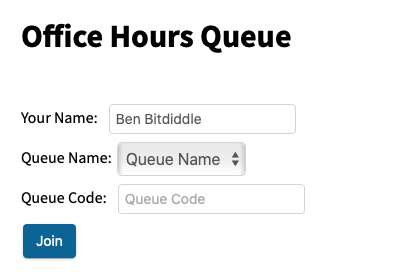 Office Hours Queue
Your Name: Ben Bitdiddle
Queue Name: Queue Name
Queue Code: Queue Code
Join